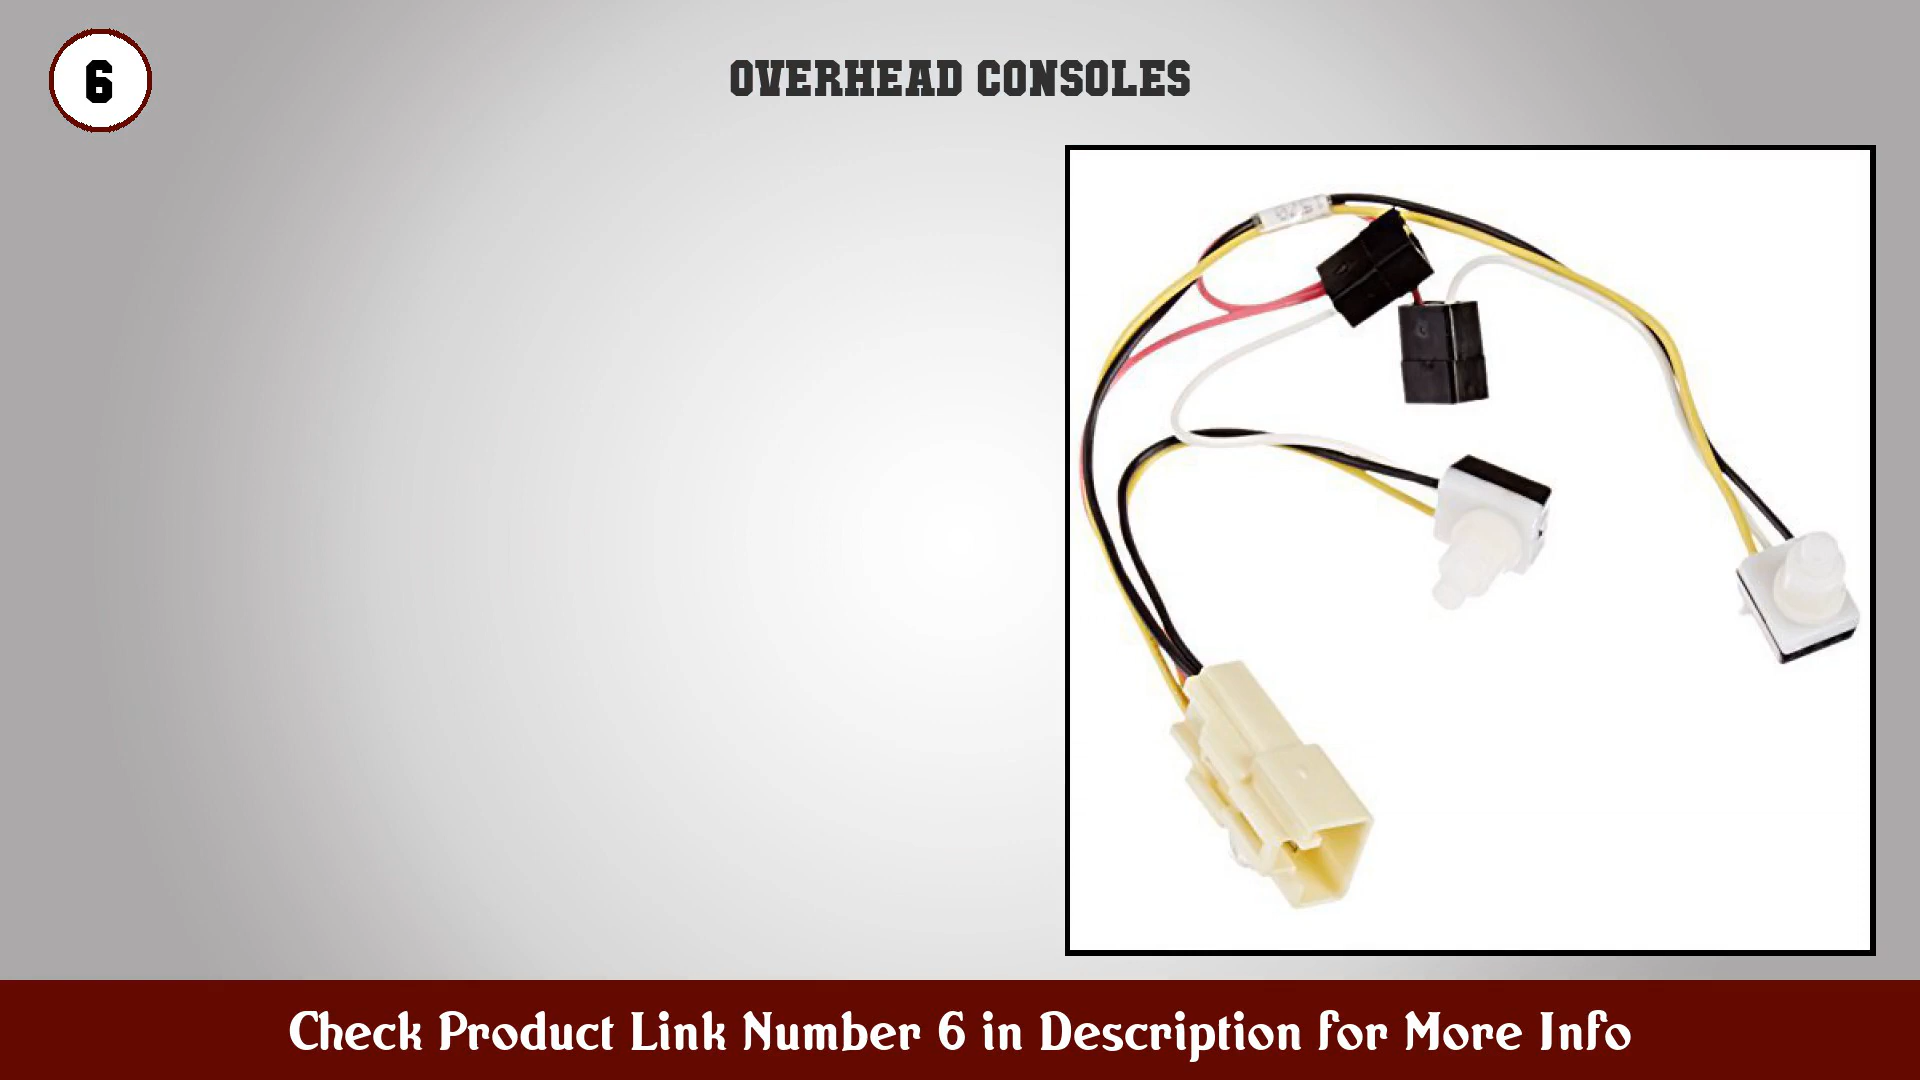 6
OVERHEAD CONSOLES
Check Product Link Number 6 in Description for More Info